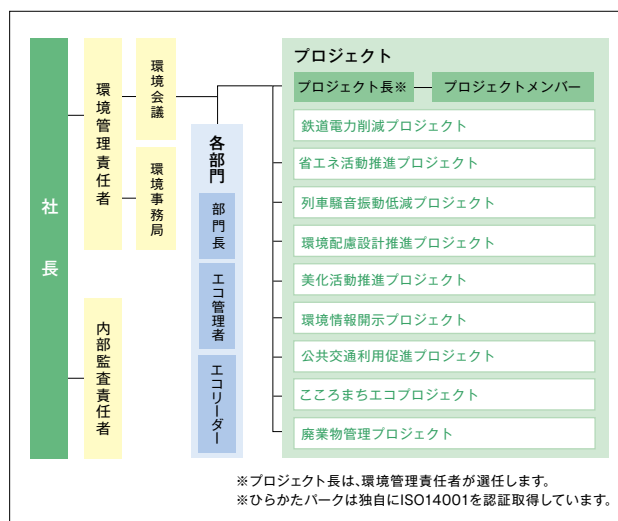 社長
環境管理責任者
内部監査責任者
環境会議
環境事務局
各部門
部門長
エコ管理者
エコリーダー
プロジェクト
プロジェクト長※
プロジェクトメンバー
鉄道電力削減プロジェクト
省エネ活動推進プロジェクト
列車騒音振動低減プロジェクト
環境配慮設計推進プロジェクト
美化活動推進プロジェクト
環境情報開示プロジェクト
公共交通利用促進プロジェクト
こころまちエコプロジェクト
廃業物管理プロジェクト
※プロジェクト長は、環境管理責任者が選任します。
※ひらかたパークは独自にISO14001を認証取得しています。